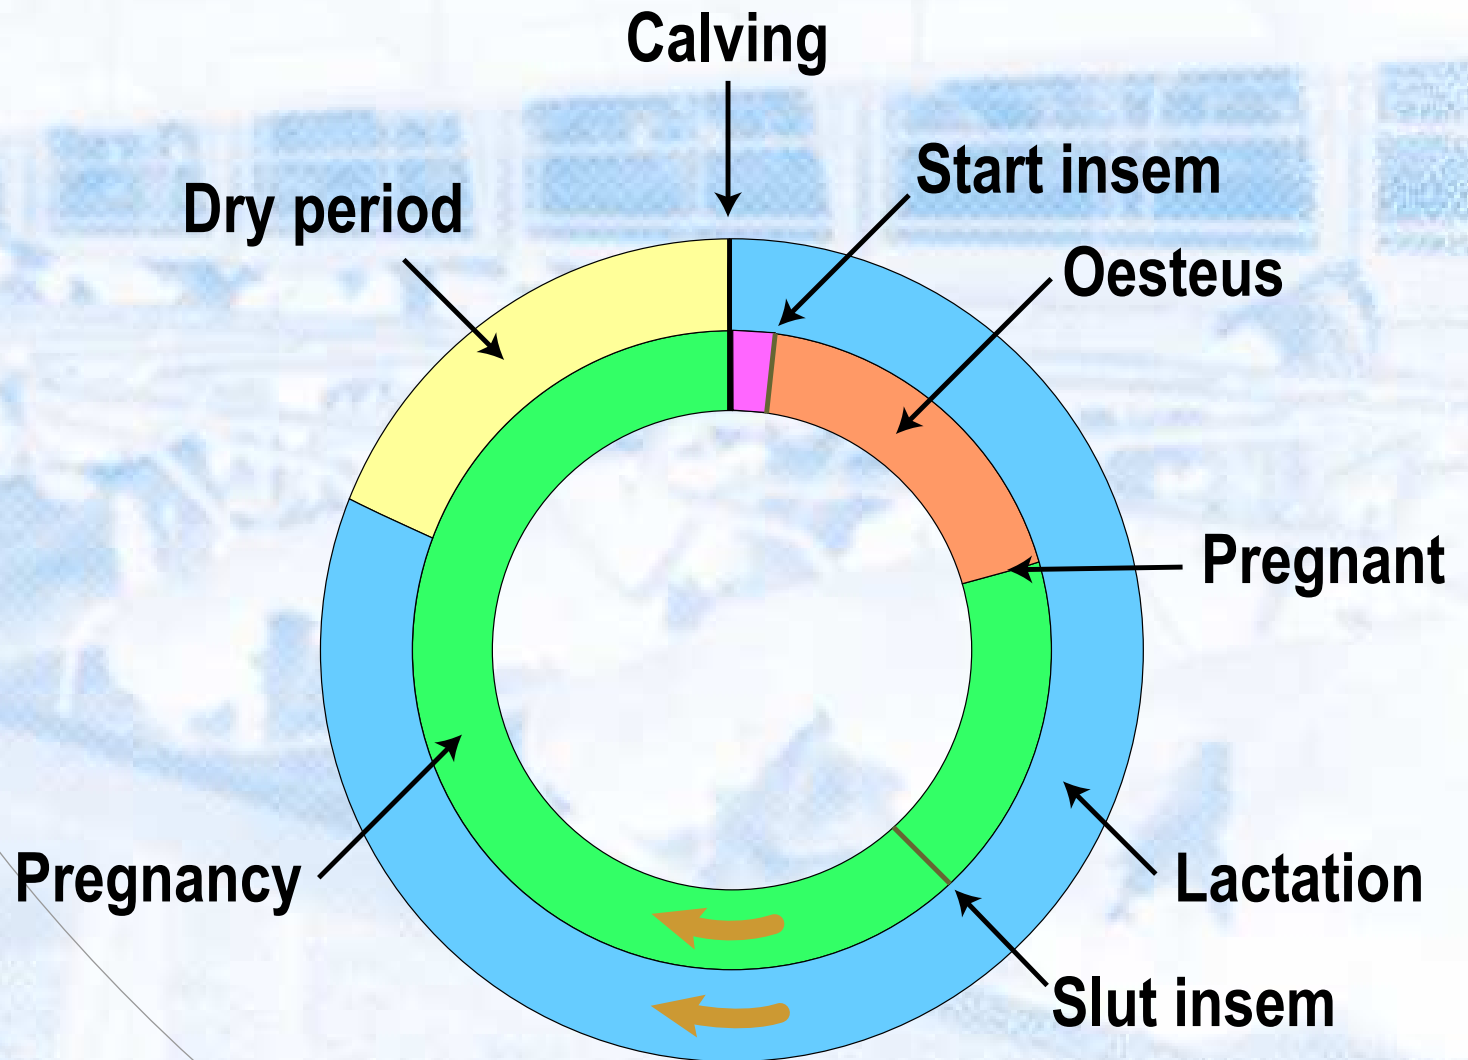 Calving
Start insem
Dry period
Oesteus
Pregnant
Pregnancy
Lactation
Slut insem